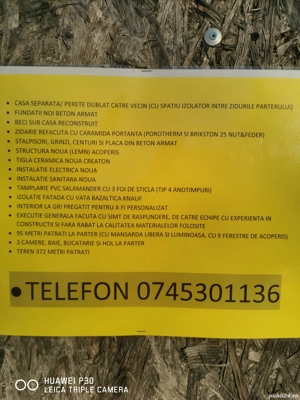 • CASA SEPARATA/ PERETE DUBLAT CATRE VECIN (CU SPATIU IZOLATOR INTRE ZIDURILE PARTERULUI)
• FUNDATII NOI BETON ARMAT
• BECI SUB CASA RECONSTRUIT
• ZIDARIE REFACUTA CU CARAMIDA PORTANTA (POROTHERM SI BRIKSTON 25 NUT&FEDER)
• STALPISORI, GRINZI, CENTURI SI PLACA DIN BETON ARMAT
• STRUCTURA NOUA (LEMN) ACOPERIS
• TIGLA CERAMICA NOUA CREATON
• INSTALATIE ELECTRICA NOUA
• INSTALATIE SANITARA NOUA
• TAMPLARIE PVC SALAMANDER CU 3 FOI DE STICLA (TIP 4 ANOTIMPURI)
• IZOLATIE FATADA CU VATA BAZALTICA KNAUF
• INTERIOR LA GRI PREGATIT PENTRU A FI PERSONALIZAT
• EXECUTIE GENERALA FACUTA CU SIMT DE RASPUNDERE, DE CATRE ECHIPE CU EXPERIENTA IN
CONSTRUCTII SI FARA RABAT LA CALITATEA MATERIALELOR FOLOSITE
• 95 METRI PATRATI LA PARTER (CU MANSARDA LIBERA SI LUMINOASA, CU 9 FERESTRE DE ACOPERIS)
• 3 CAMERE, BAIE, BUCATARIE SI HOL LA PARTER
• TEREN 372 METRI PATRATI
• TELEFON 0745301136
HUAWEI P30
LEICA TRIPLE CAMERA
publi24.ro